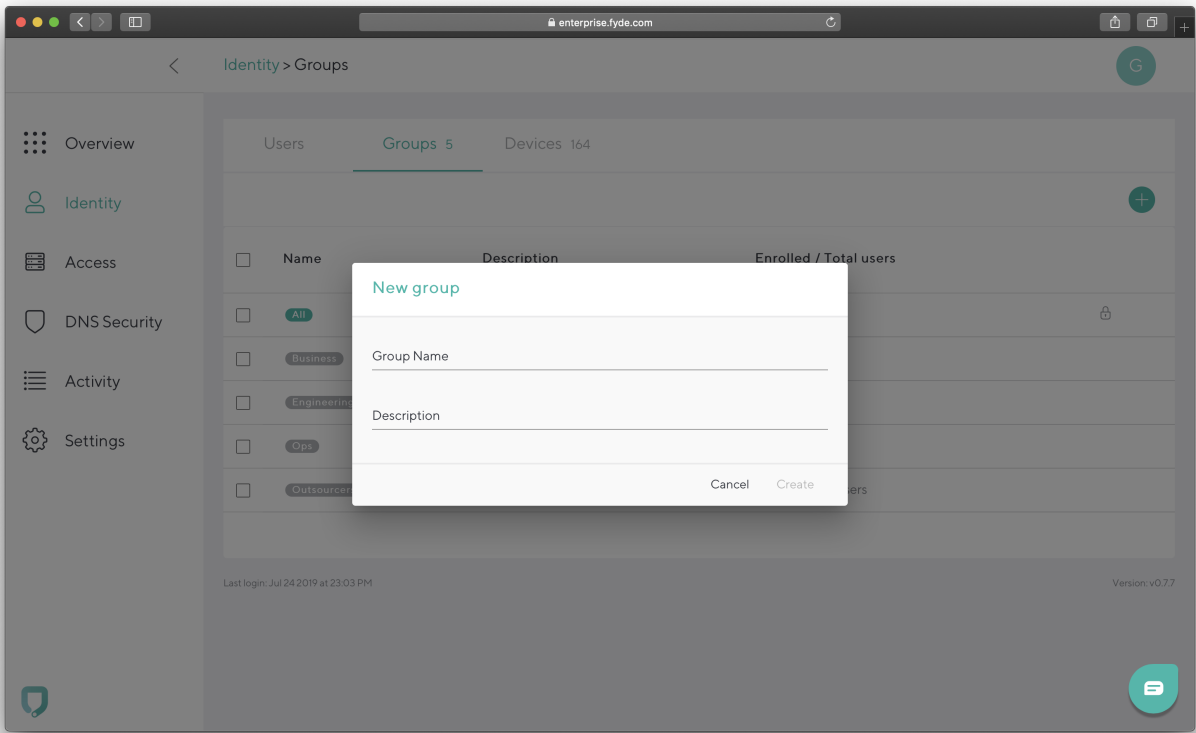 enterprise.fyde.com
Identity > Groups
G
Overview
Identity
Access
DNS Security
Activity
Settings
Users
Groups 5
Devices 164
Name
Description
Enrolled / Total users
All
Business
Engineering
Ops
Outsourcers
New group
Group Name
Description
Cancel
Create
Last login: Jul 24 2019 at 23:03 PM
Version: v0.7.7